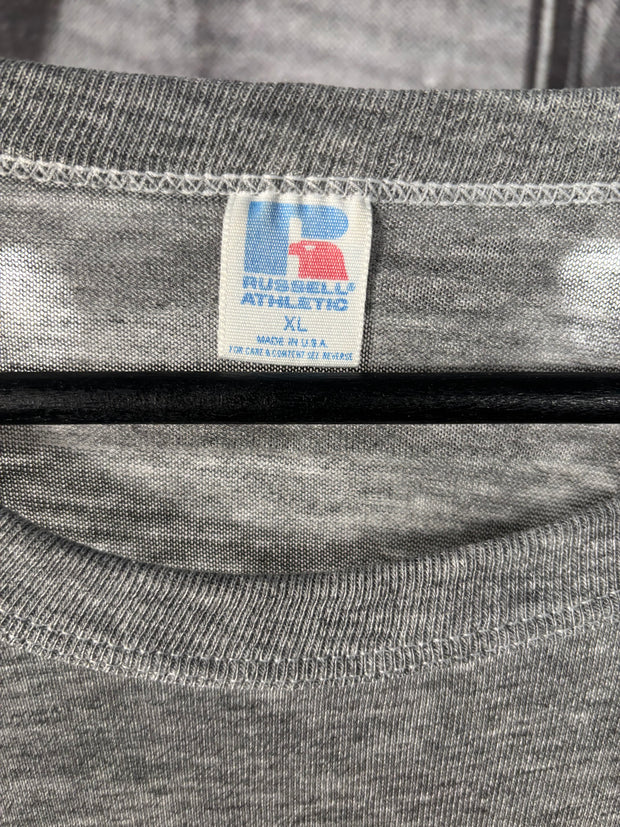 R
RUSSELL®
ATHLETIC
XL
MADE IN U.S.A.
FOR CARE & CONTENT SEE REVERSE